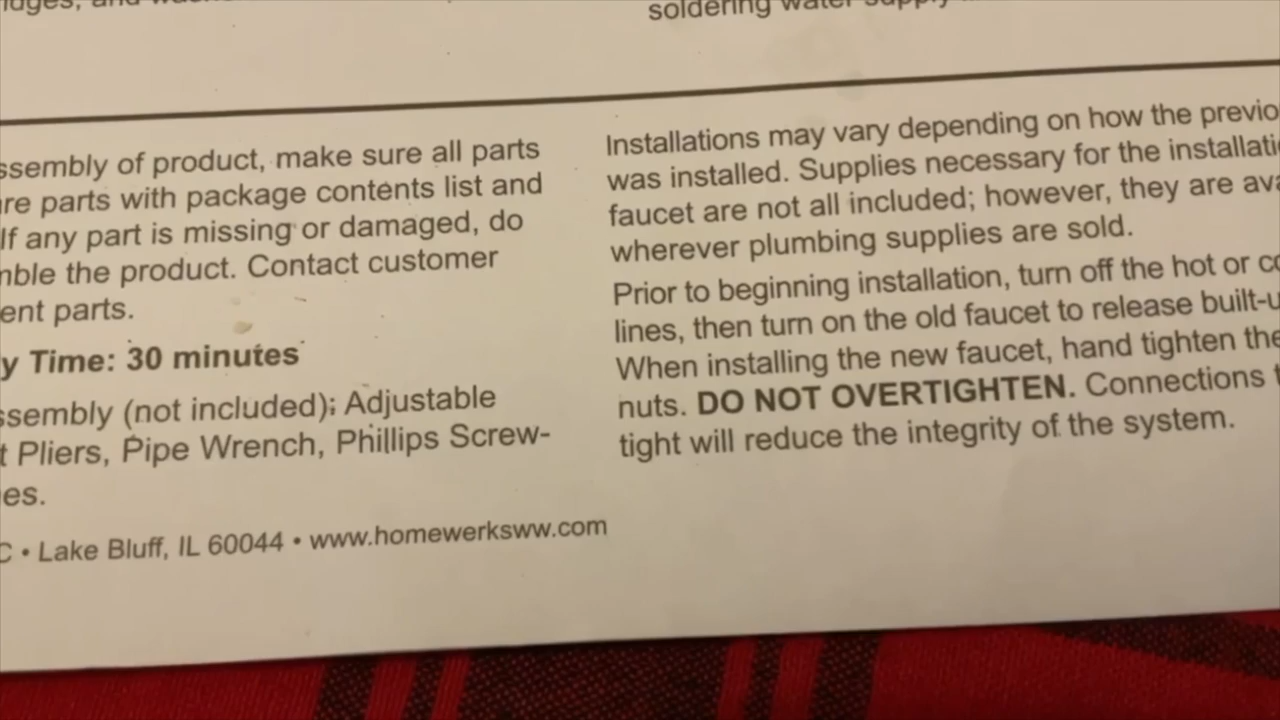 soldering water supply
ssembly of product, make sure all parts
re parts with package contents list and
If any part is missing or damaged, do
mble the product. Contact customer
ent parts.
y Time: 30 minutes
ssembly (not included); Adjustable
t Pliers, Pipe Wrench, Phillips Screw-
es.
C • Lake Bluff, IL 60044 • www.homewerksww.com
Installations may vary depending on how the previo
was installed. Supplies necessary for the installati
faucet are not all included; however, they are ava
wherever plumbing supplies are sold.
Prior to beginning installation, turn off the hot or co
lines, then turn on the old faucet to release built-u
When installing the new faucet, hand tighten the
nuts. DO NOT OVERTIGHTEN. Connections t
tight will reduce the integrity of the system.